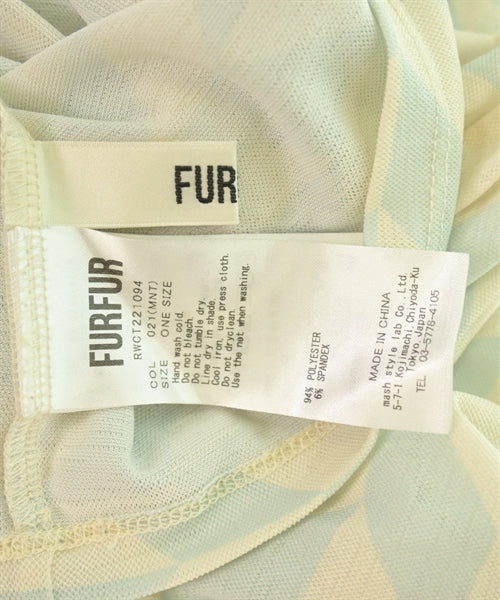 FUR
FURFUR
RWCT221094
COL 021(MNT)
SIZE ONE SIZE
Hand wash cold.
Do not bleach.
Do not tumble dry.
Line dry in shade.
Cool iron, use press cloth.
Do not dryclean.
Use the net when washing.
94% POLYESTER
6% SPANDEX
MADE IN CHINA
mash style lab Co.,Ltd.
5-7-1 Kojimachi,Chiyoda-Ku
Tokyo Japan
TEL 03-5778-4105